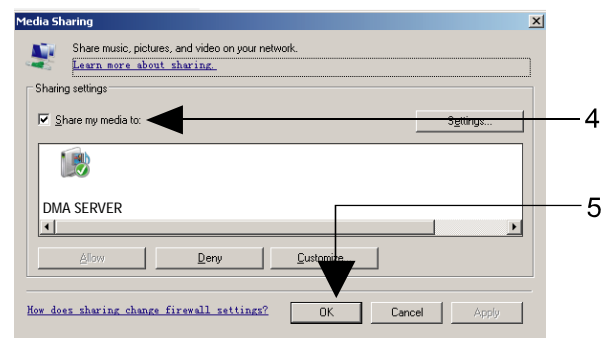 Media Sharing
Share music, pictures, and video on your network.
Learn more about sharing.
Sharing settings
Share my media to:
Settings...
4
DMA SERVER
5
Allow
Deny
Customize...
How does sharing change firewall settings?
OK
Cancel
Apply